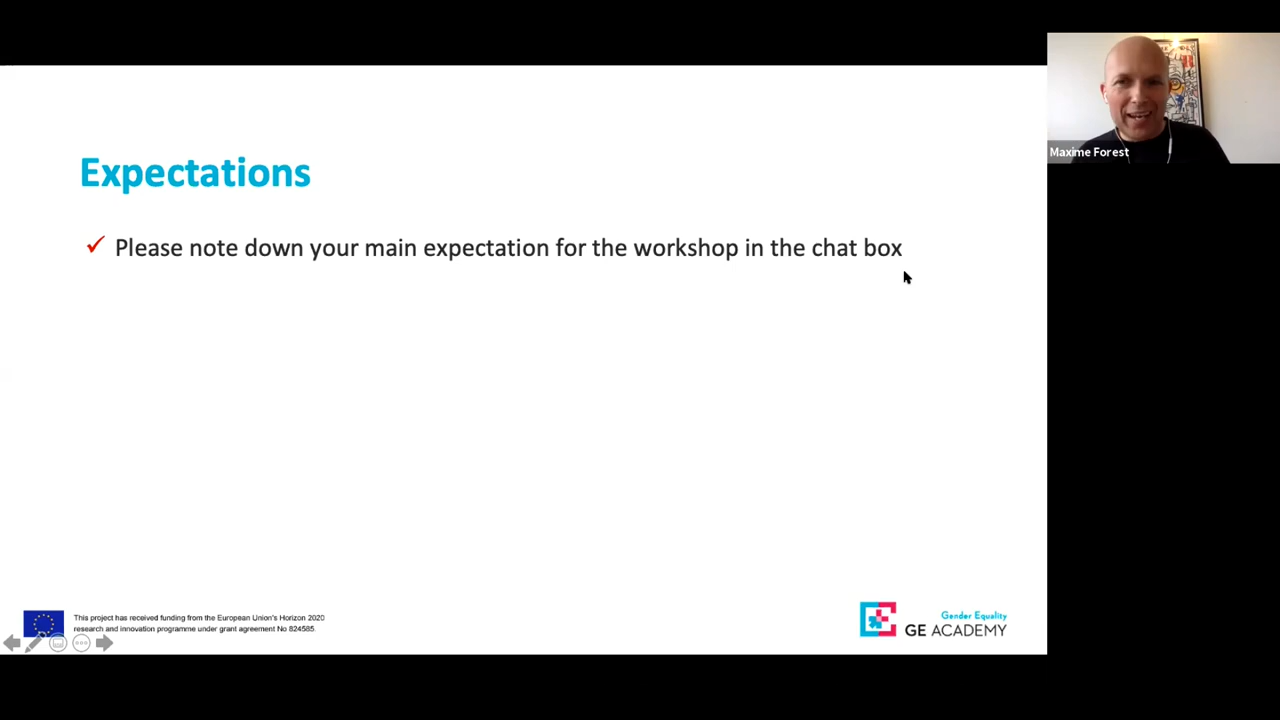 Expectations
✓ Please note down your main expectation for the workshop in the chat box
Maxime Forest
This project has received funding from the European Union's Horizon 2020
research and innovation programme under grant agreement No 824585.
Gender Equality
GE ACADEMY